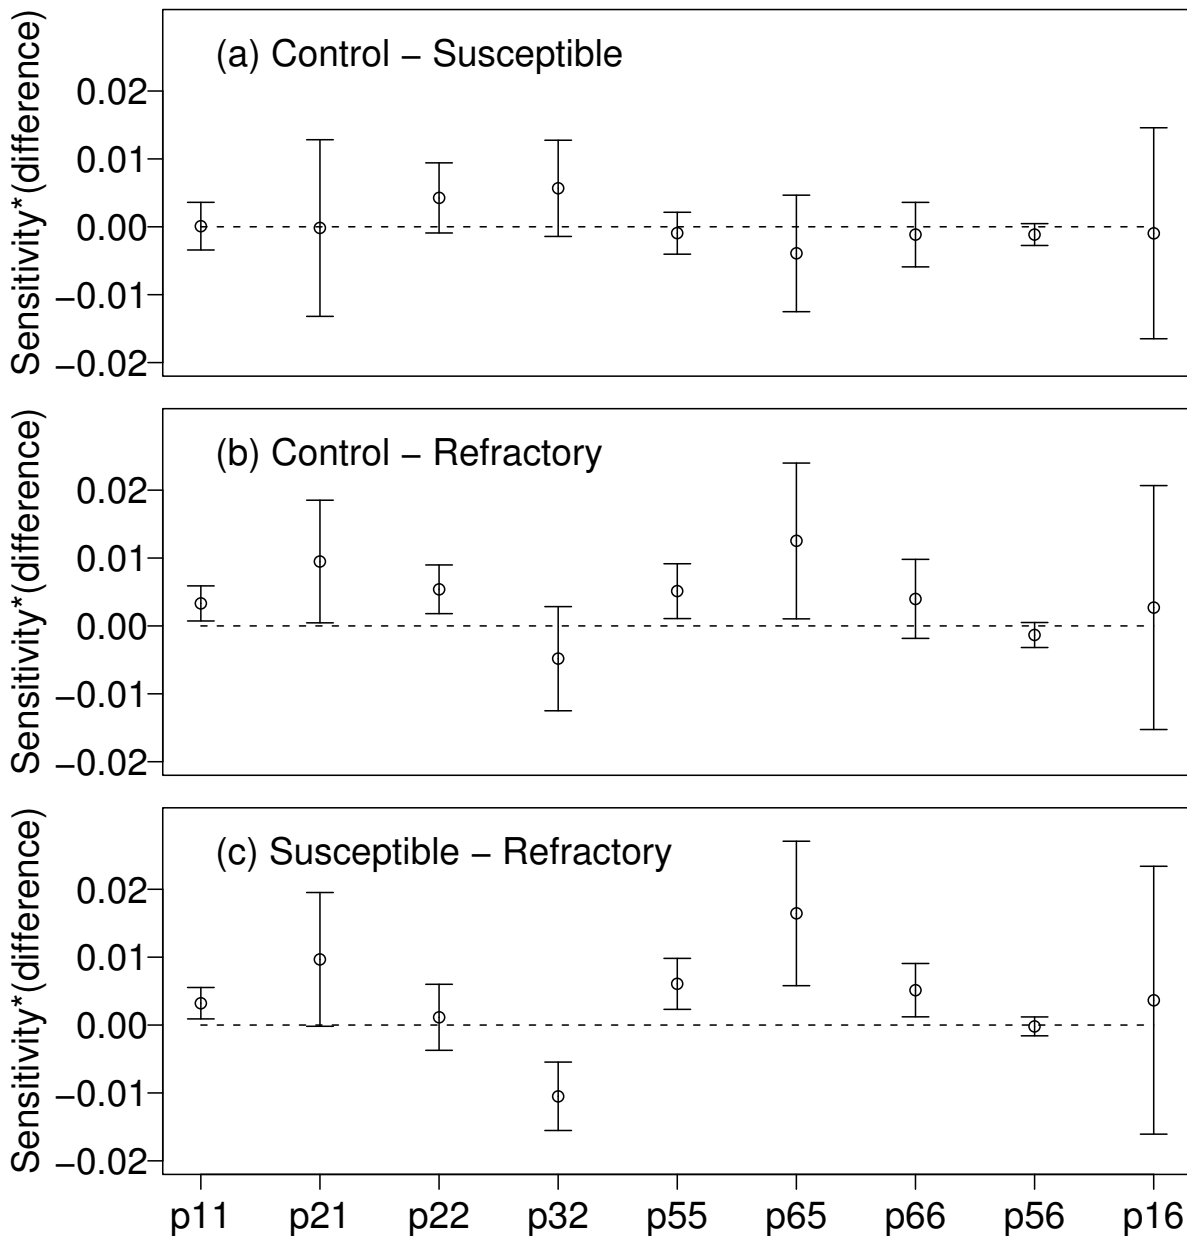 (a) Control − Susceptible
Sensitivity*(difference)
0.02
0.01
0.00
−0.01
−0.02
(b) Control − Refractory
Sensitivity*(difference)
0.02
0.01
0.00
−0.01
−0.02
(c) Susceptible − Refractory
Sensitivity*(difference)
0.02
0.01
0.00
−0.01
−0.02
p11 p21 p22 p32 p55 p65 p66 p56 p16